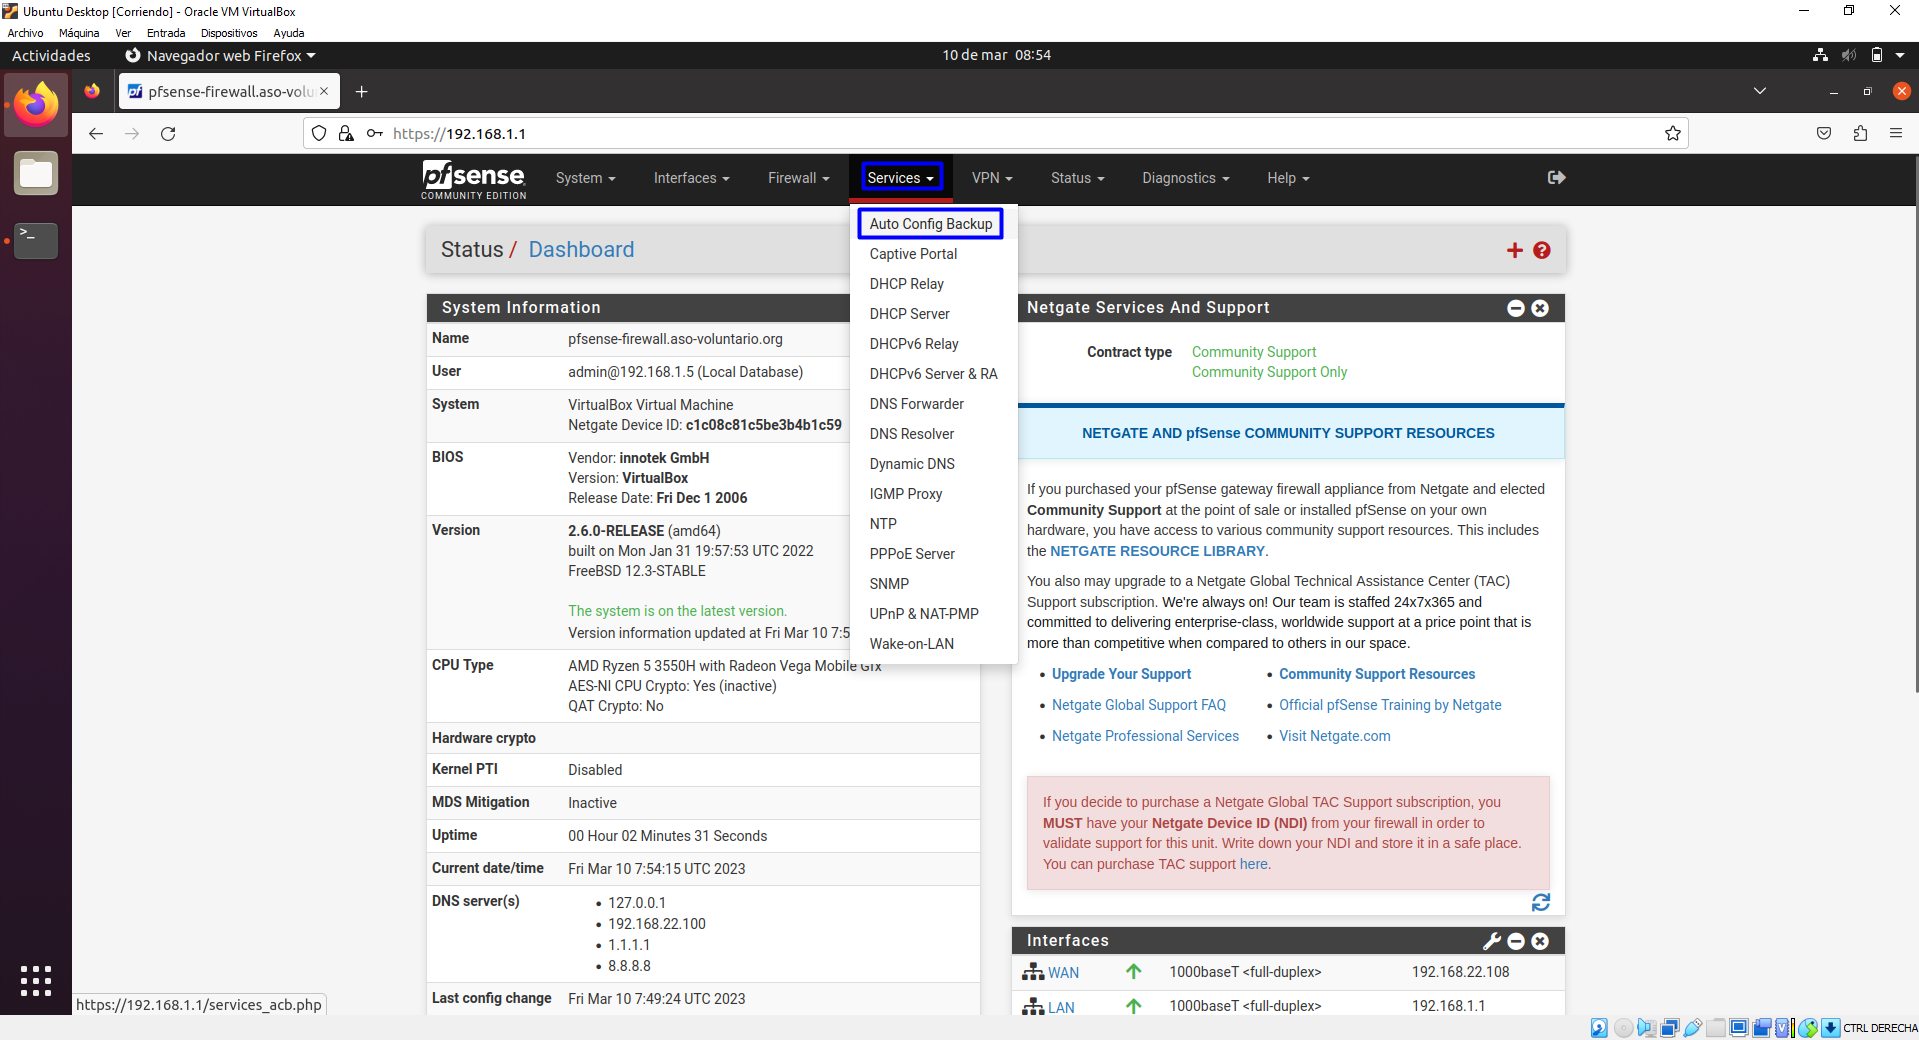 Ubuntu Desktop [Corriendo] - Oracle VM VirtualBox
Archivo Máquina Ver Entrada Dispositivos Ayuda
Actividades Navegador web Firefox 10 de mar 08:54
pfsense-firewall.aso-volu
https://192.168.1.1
pfsense
COMMUNITY EDITION
System Interfaces Firewall Services VPN Status Diagnostics Help
Auto Config Backup
Captive Portal
DHCP Relay
DHCP Server
DHCPv6 Relay
DHCPv6 Server & RA
DNS Forwarder
DNS Resolver
Dynamic DNS
IGMP Proxy
NTP
PPPoE Server
SNMP
UPnP & NAT-PMP
Wake-on-LAN
Status / Dashboard
System Information
Name pfsense-firewall.aso-voluntario.org
User admin@192.168.1.5 (Local Database)
System VirtualBox Virtual Machine
Netgate Device ID: c1c08c81c5be3b4b1c59
BIOS Vendor: innotek GmbH
Version: VirtualBox
Release Date: Fri Dec 1 2006
Version 2.6.0-RELEASE (amd64)
built on Mon Jan 31 19:57:53 UTC 2022
FreeBSD 12.3-STABLE
The system is on the latest version.
Version information updated at Fri Mar 10 7:5
CPU Type AMD Ryzen 5 3550H with Radeon Vega Mobile Gfx
AES-NI CPU Crypto: Yes (inactive)
QAT Crypto: No
Hardware crypto
Kernel PTI Disabled
MDS Mitigation Inactive
Uptime 00 Hour 02 Minutes 31 Seconds
Current date/time Fri Mar 10 7:54:15 UTC 2023
DNS server(s)
• 127.0.0.1
• 192.168.22.100
• 1.1.1.1
• 8.8.8.8
Last config change Fri Mar 10 7:49:24 UTC 2023
Netgate Services And Support
Contract type Community Support
Community Support Only
NETGATE AND pfSense COMMUNITY SUPPORT RESOURCES
If you purchased your pfSense gateway firewall appliance from Netgate and elected
Community Support at the point of sale or installed pfSense on your own
hardware, you have access to various community support resources. This includes
the NETGATE RESOURCE LIBRARY.
You also may upgrade to a Netgate Global Technical Assistance Center (TAC)
Support subscription. We're always on! Our team is staffed 24x7x365 and
committed to delivering enterprise-class, worldwide support at a price point that is
more than competitive when compared to others in our space.
• Upgrade Your Support • Community Support Resources
• Netgate Global Support FAQ • Official pfSense Training by Netgate
• Netgate Professional Services • Visit Netgate.com
If you decide to purchase a Netgate Global TAC Support subscription, you
MUST have your Netgate Device ID (NDI) from your firewall in order to
validate support for this unit. Write down your NDI and store it in a safe place.
You can purchase TAC support here.
Interfaces
WAN 1000baseT <full-duplex> 192.168.22.108
LAN 1000baseT <full-duplex> 192.168.1.1
https://192.168.1.1/services_acb.php
CTRL DERECHA